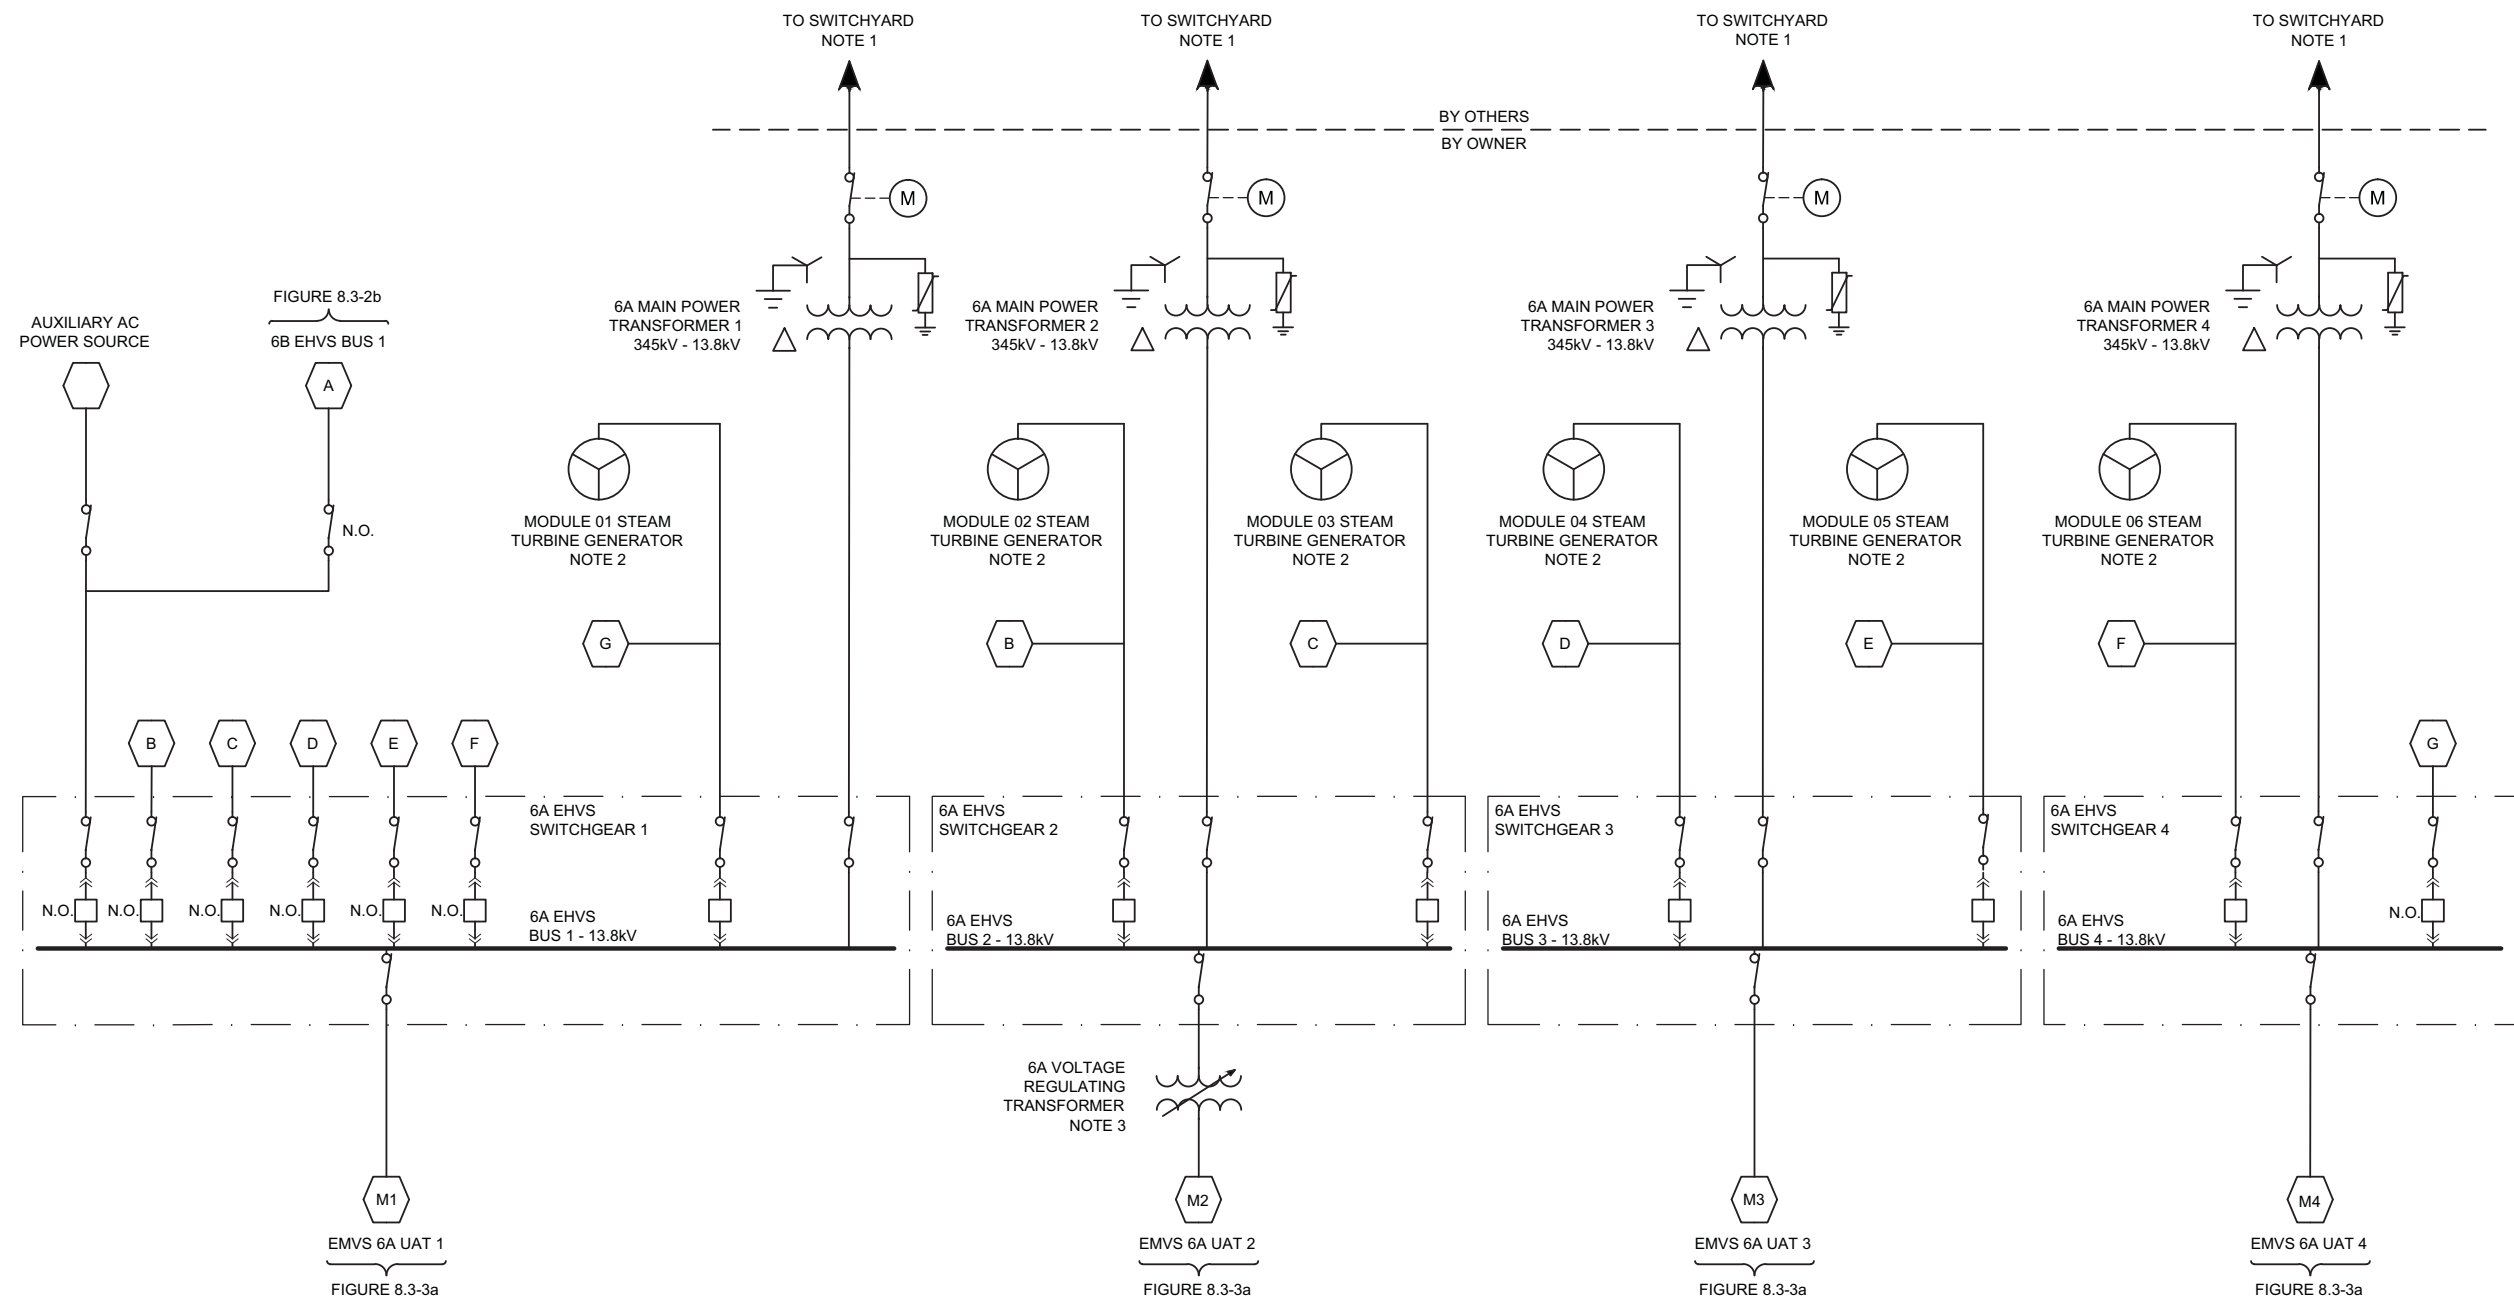 TO SWITCHYARD
NOTE 1
TO SWITCHYARD
NOTE 1
TO SWITCHYARD
NOTE 1
TO SWITCHYARD
NOTE 1
BY OTHERS
BY OWNER
M
M
M
M
FIGURE 8.3-2b
6B EHVS BUS 1
AUXILIARY AC
POWER SOURCE
A
N.O.
6A MAIN POWER
TRANSFORMER 1
345kV - 13.8kV
6A MAIN POWER
TRANSFORMER 2
345kV - 13.8kV
6A MAIN POWER
TRANSFORMER 3
345kV - 13.8kV
6A MAIN POWER
TRANSFORMER 4
345kV - 13.8kV
MODULE 01 STEAM
TURBINE GENERATOR
NOTE 2
MODULE 02 STEAM
TURBINE GENERATOR
NOTE 2
MODULE 03 STEAM
TURBINE GENERATOR
NOTE 2
MODULE 04 STEAM
TURBINE GENERATOR
NOTE 2
MODULE 05 STEAM
TURBINE GENERATOR
NOTE 2
MODULE 06 STEAM
TURBINE GENERATOR
NOTE 2
G
B
C
D
E
F
B
C
D
E
F
G
6A EHVS
SWITCHGEAR 1
6A EHVS
SWITCHGEAR 2
6A EHVS
SWITCHGEAR 3
6A EHVS
SWITCHGEAR 4
N.O.
N.O.
N.O.
N.O.
N.O.
N.O.
N.O.
6A EHVS
BUS 1 - 13.8kV
6A EHVS
BUS 2 - 13.8kV
6A EHVS
BUS 3 - 13.8kV
6A EHVS
BUS 4 - 13.8kV
6A VOLTAGE
REGULATING
TRANSFORMER
NOTE 3
M1
M2
M3
M4
EMVS 6A UAT 1
FIGURE 8.3-3a
EMVS 6A UAT 2
FIGURE 8.3-3a
EMVS 6A UAT 3
FIGURE 8.3-3a
EMVS 6A UAT 4
FIGURE 8.3-3a